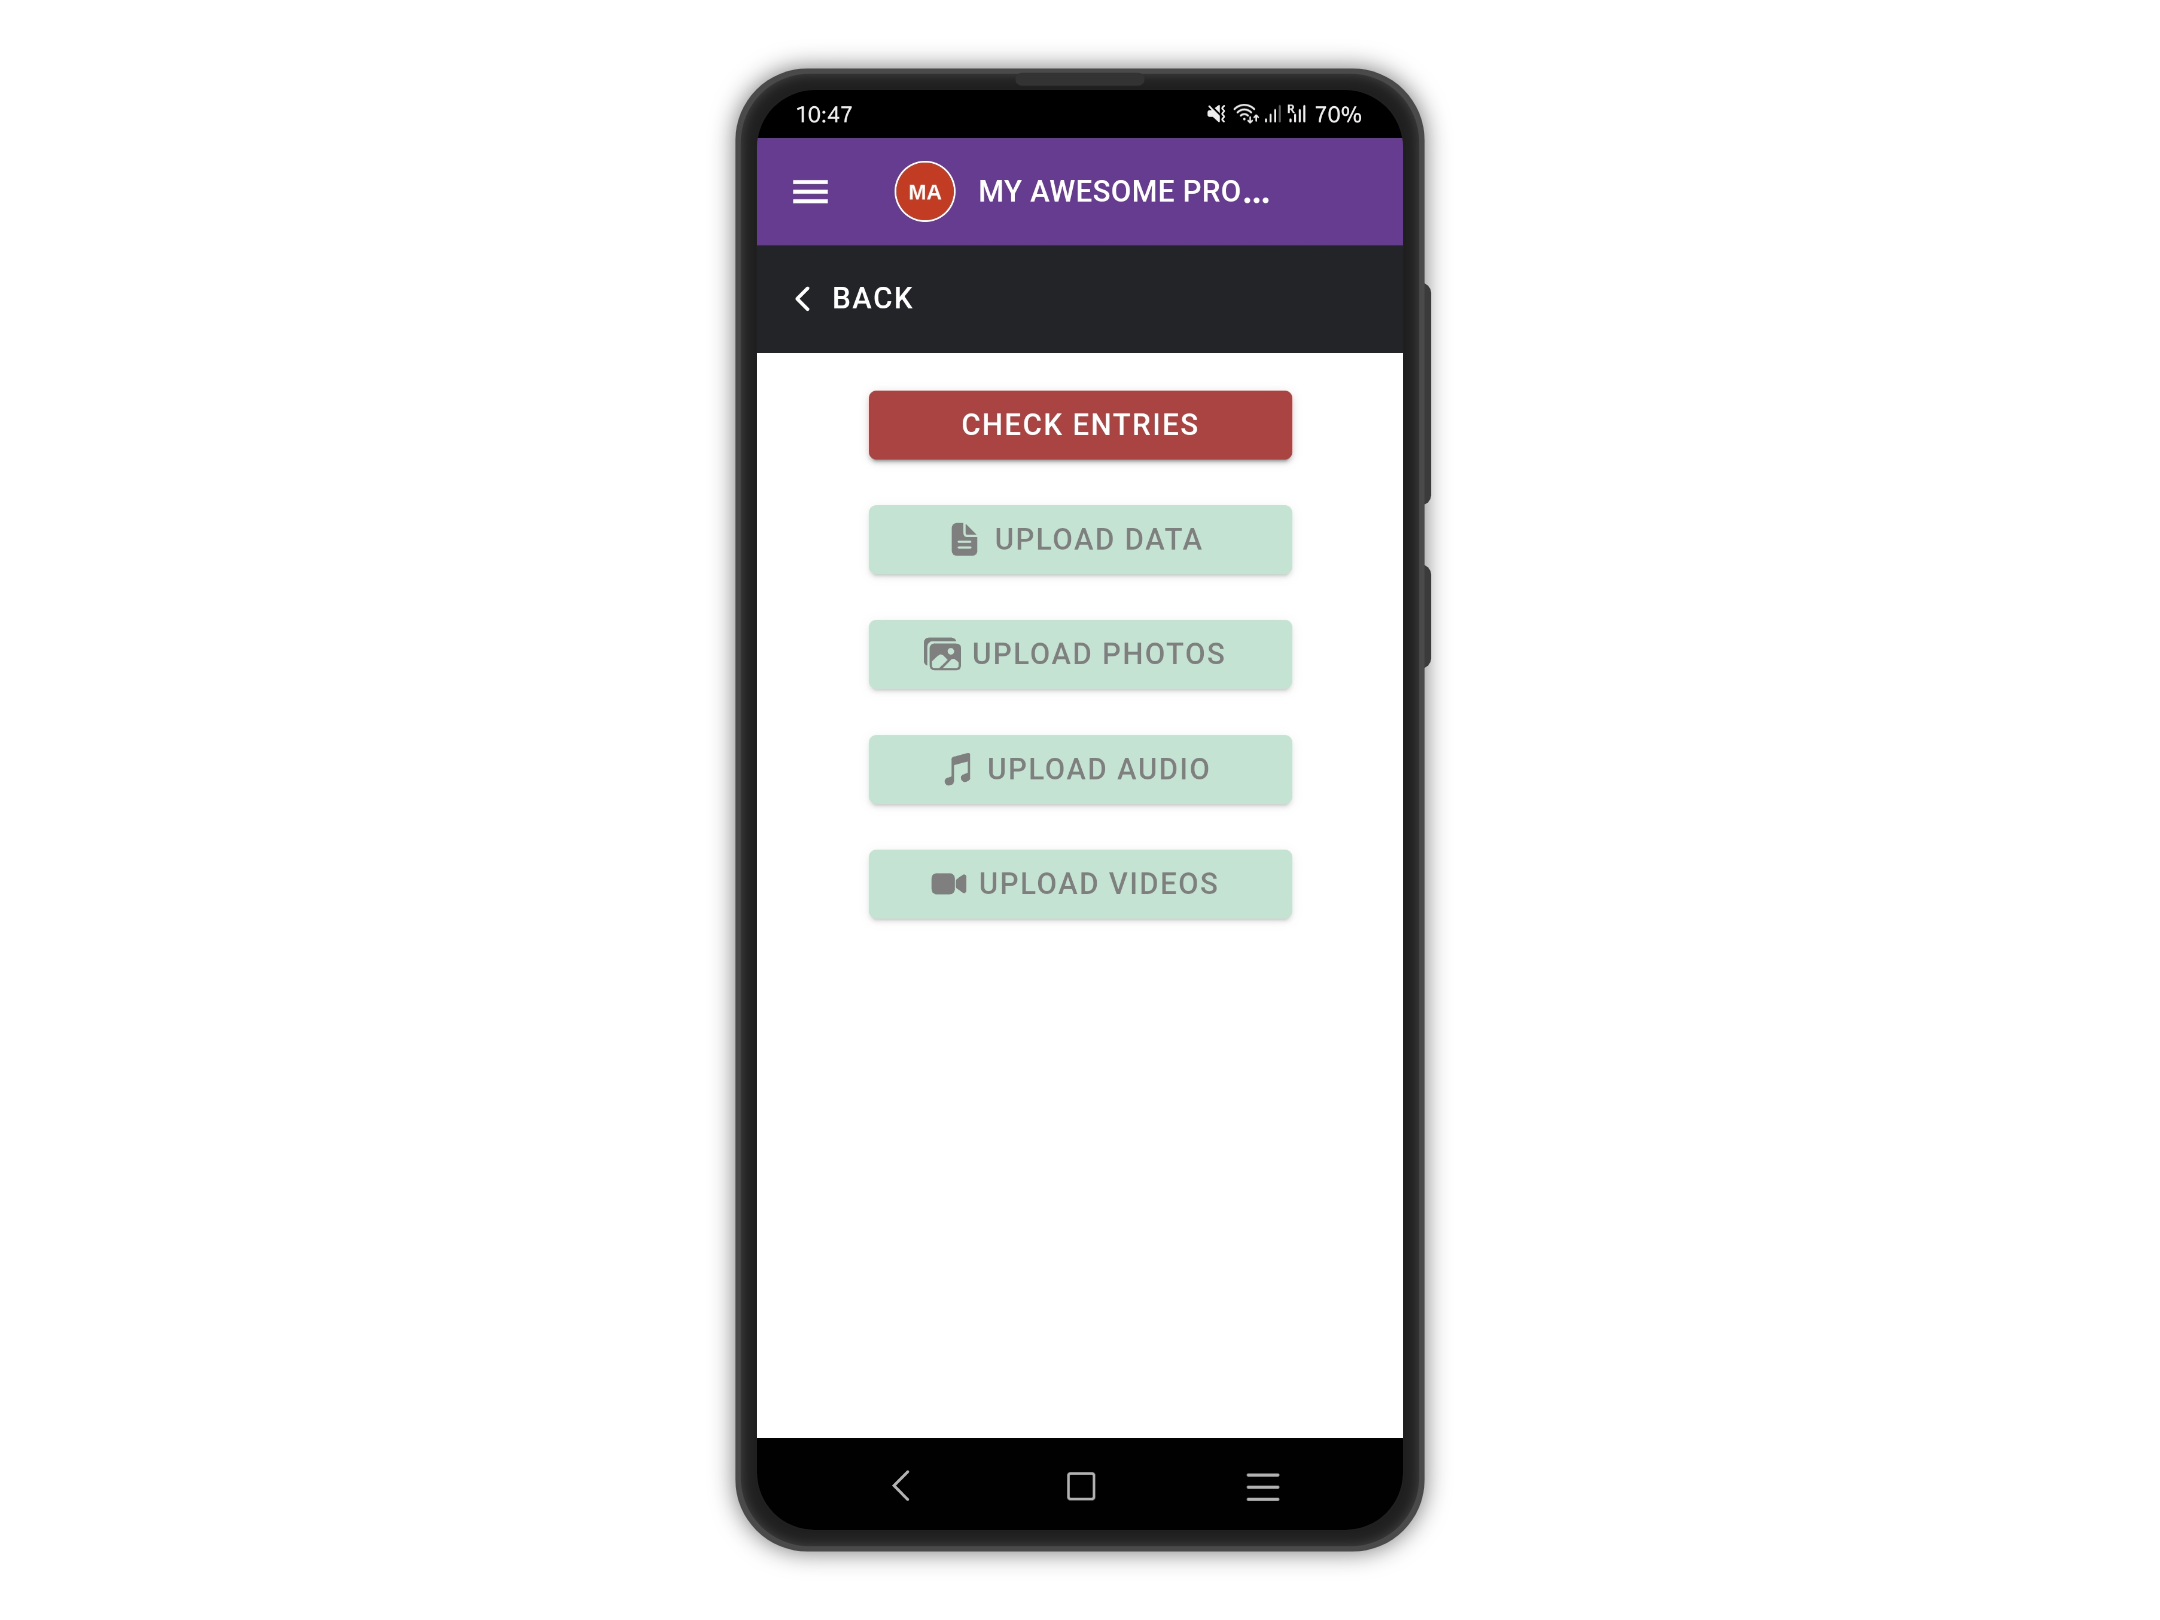 10:47
R 70%
MA MY AWESOME PRO...
BACK
CHECK ENTRIES
UPLOAD DATA
UPLOAD PHOTOS
UPLOAD AUDIO
UPLOAD VIDEOS